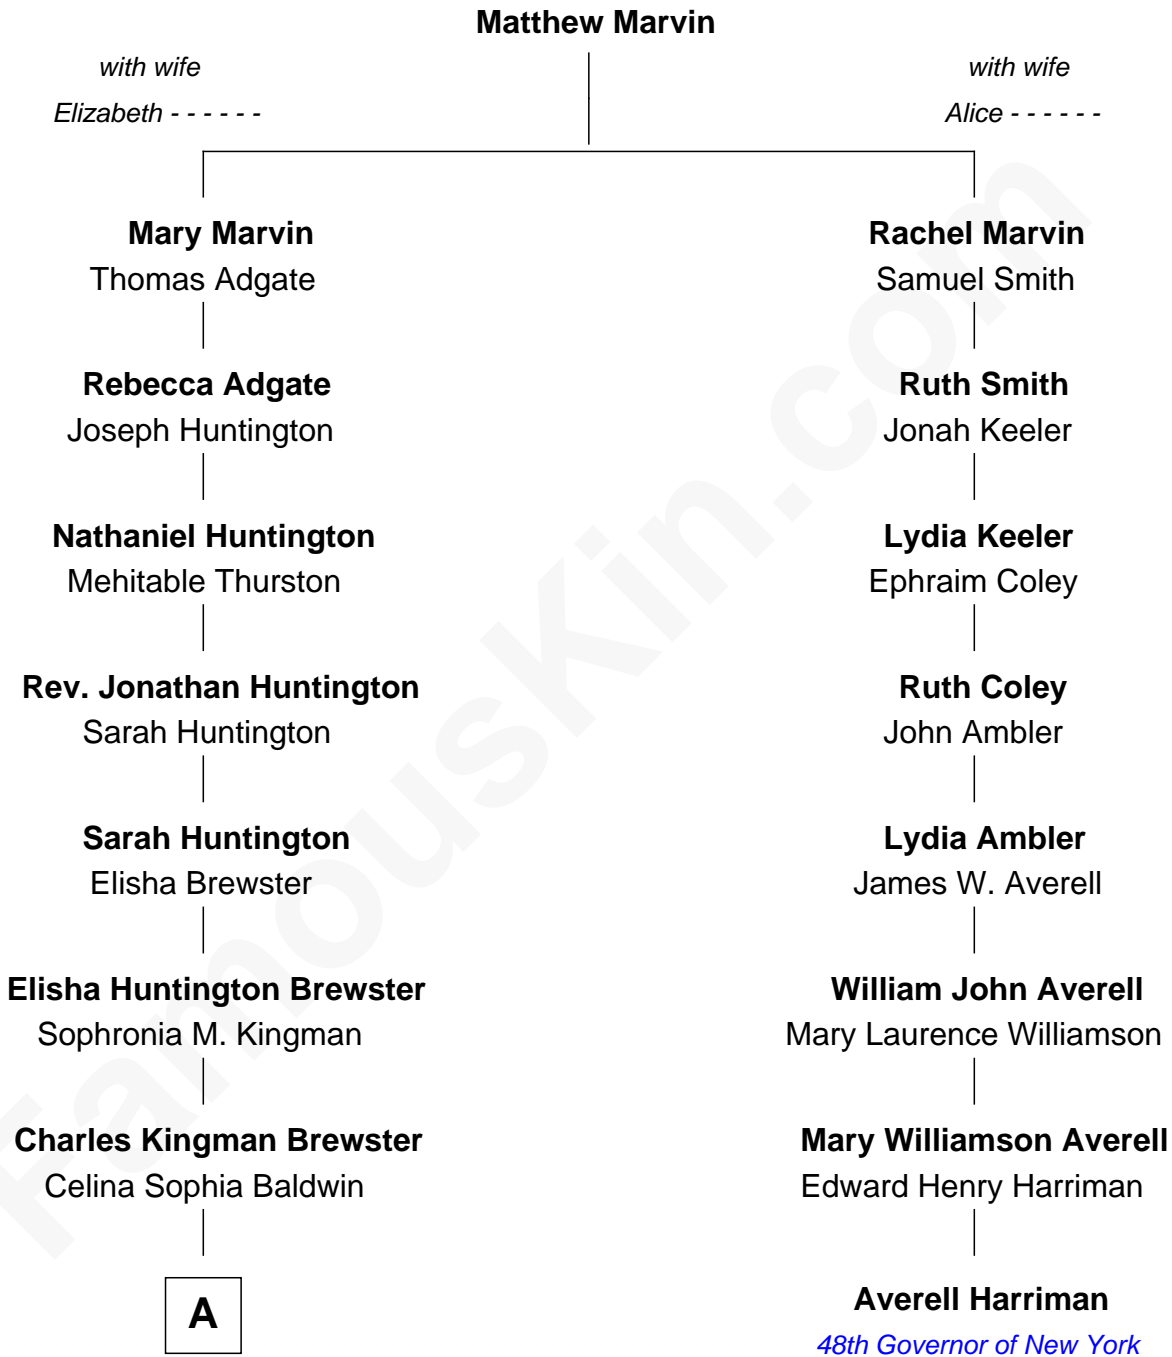 Matthew Marvin
with wife
with wife
Elizabeth - - - - - -
Alice - - - - - -
Mary Marvin
Rachel Marvin
Thomas Adgate
Samuel Smith
Rebecca Adgate
Ruth Smith
Joseph Huntington
Jonah Keeler
Nathaniel Huntington
Lydia Keeler
Mehitable Thurston
Ephraim Coley
Rev. Jonathan Huntington
Ruth Coley
Sarah Huntington
John Ambler
Sarah Huntington
Lydia Ambler
Elisha Brewster
James W. Averell
Elisha Huntington Brewster
William John Averell
Sophronia M. Kingman
Mary Laurence Williamson
Charles Kingman Brewster
Mary Williamson Averell
Celina Sophia Baldwin
Edward Henry Harriman
A
Averell Harriman
48th Governor of New York
FamousKin.com